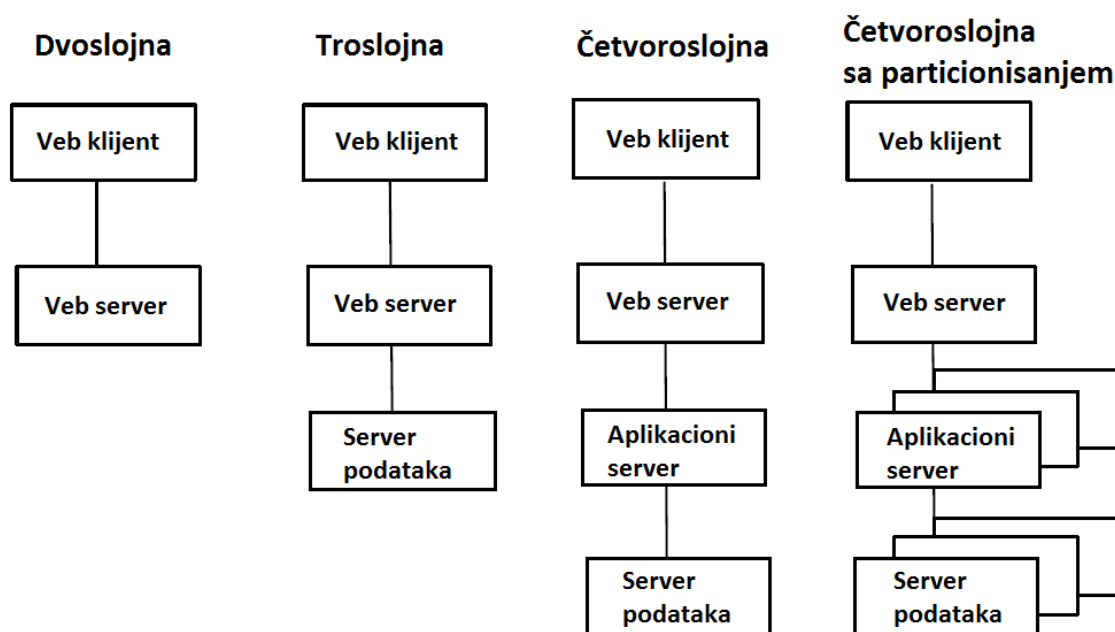 Dvoslojna
Veb klijent
Veb server
Troslojna
Veb klijent
Veb server
Server
podataka
Četvoroslojna
Veb klijent
Veb server
Aplikacioni
server
Server
podataka
Četvoroslojna
sa particionisanjem
Veb klijent
Veb server
Aplikacioni
server
Server
podataka